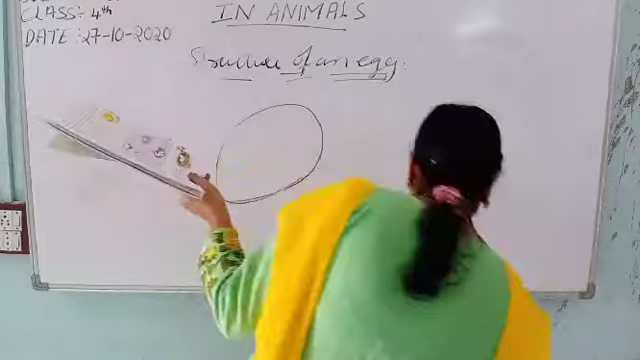 IN ANIMALS
CLASS:- 4th
DATE :27-10-2020
Structure of an egg.